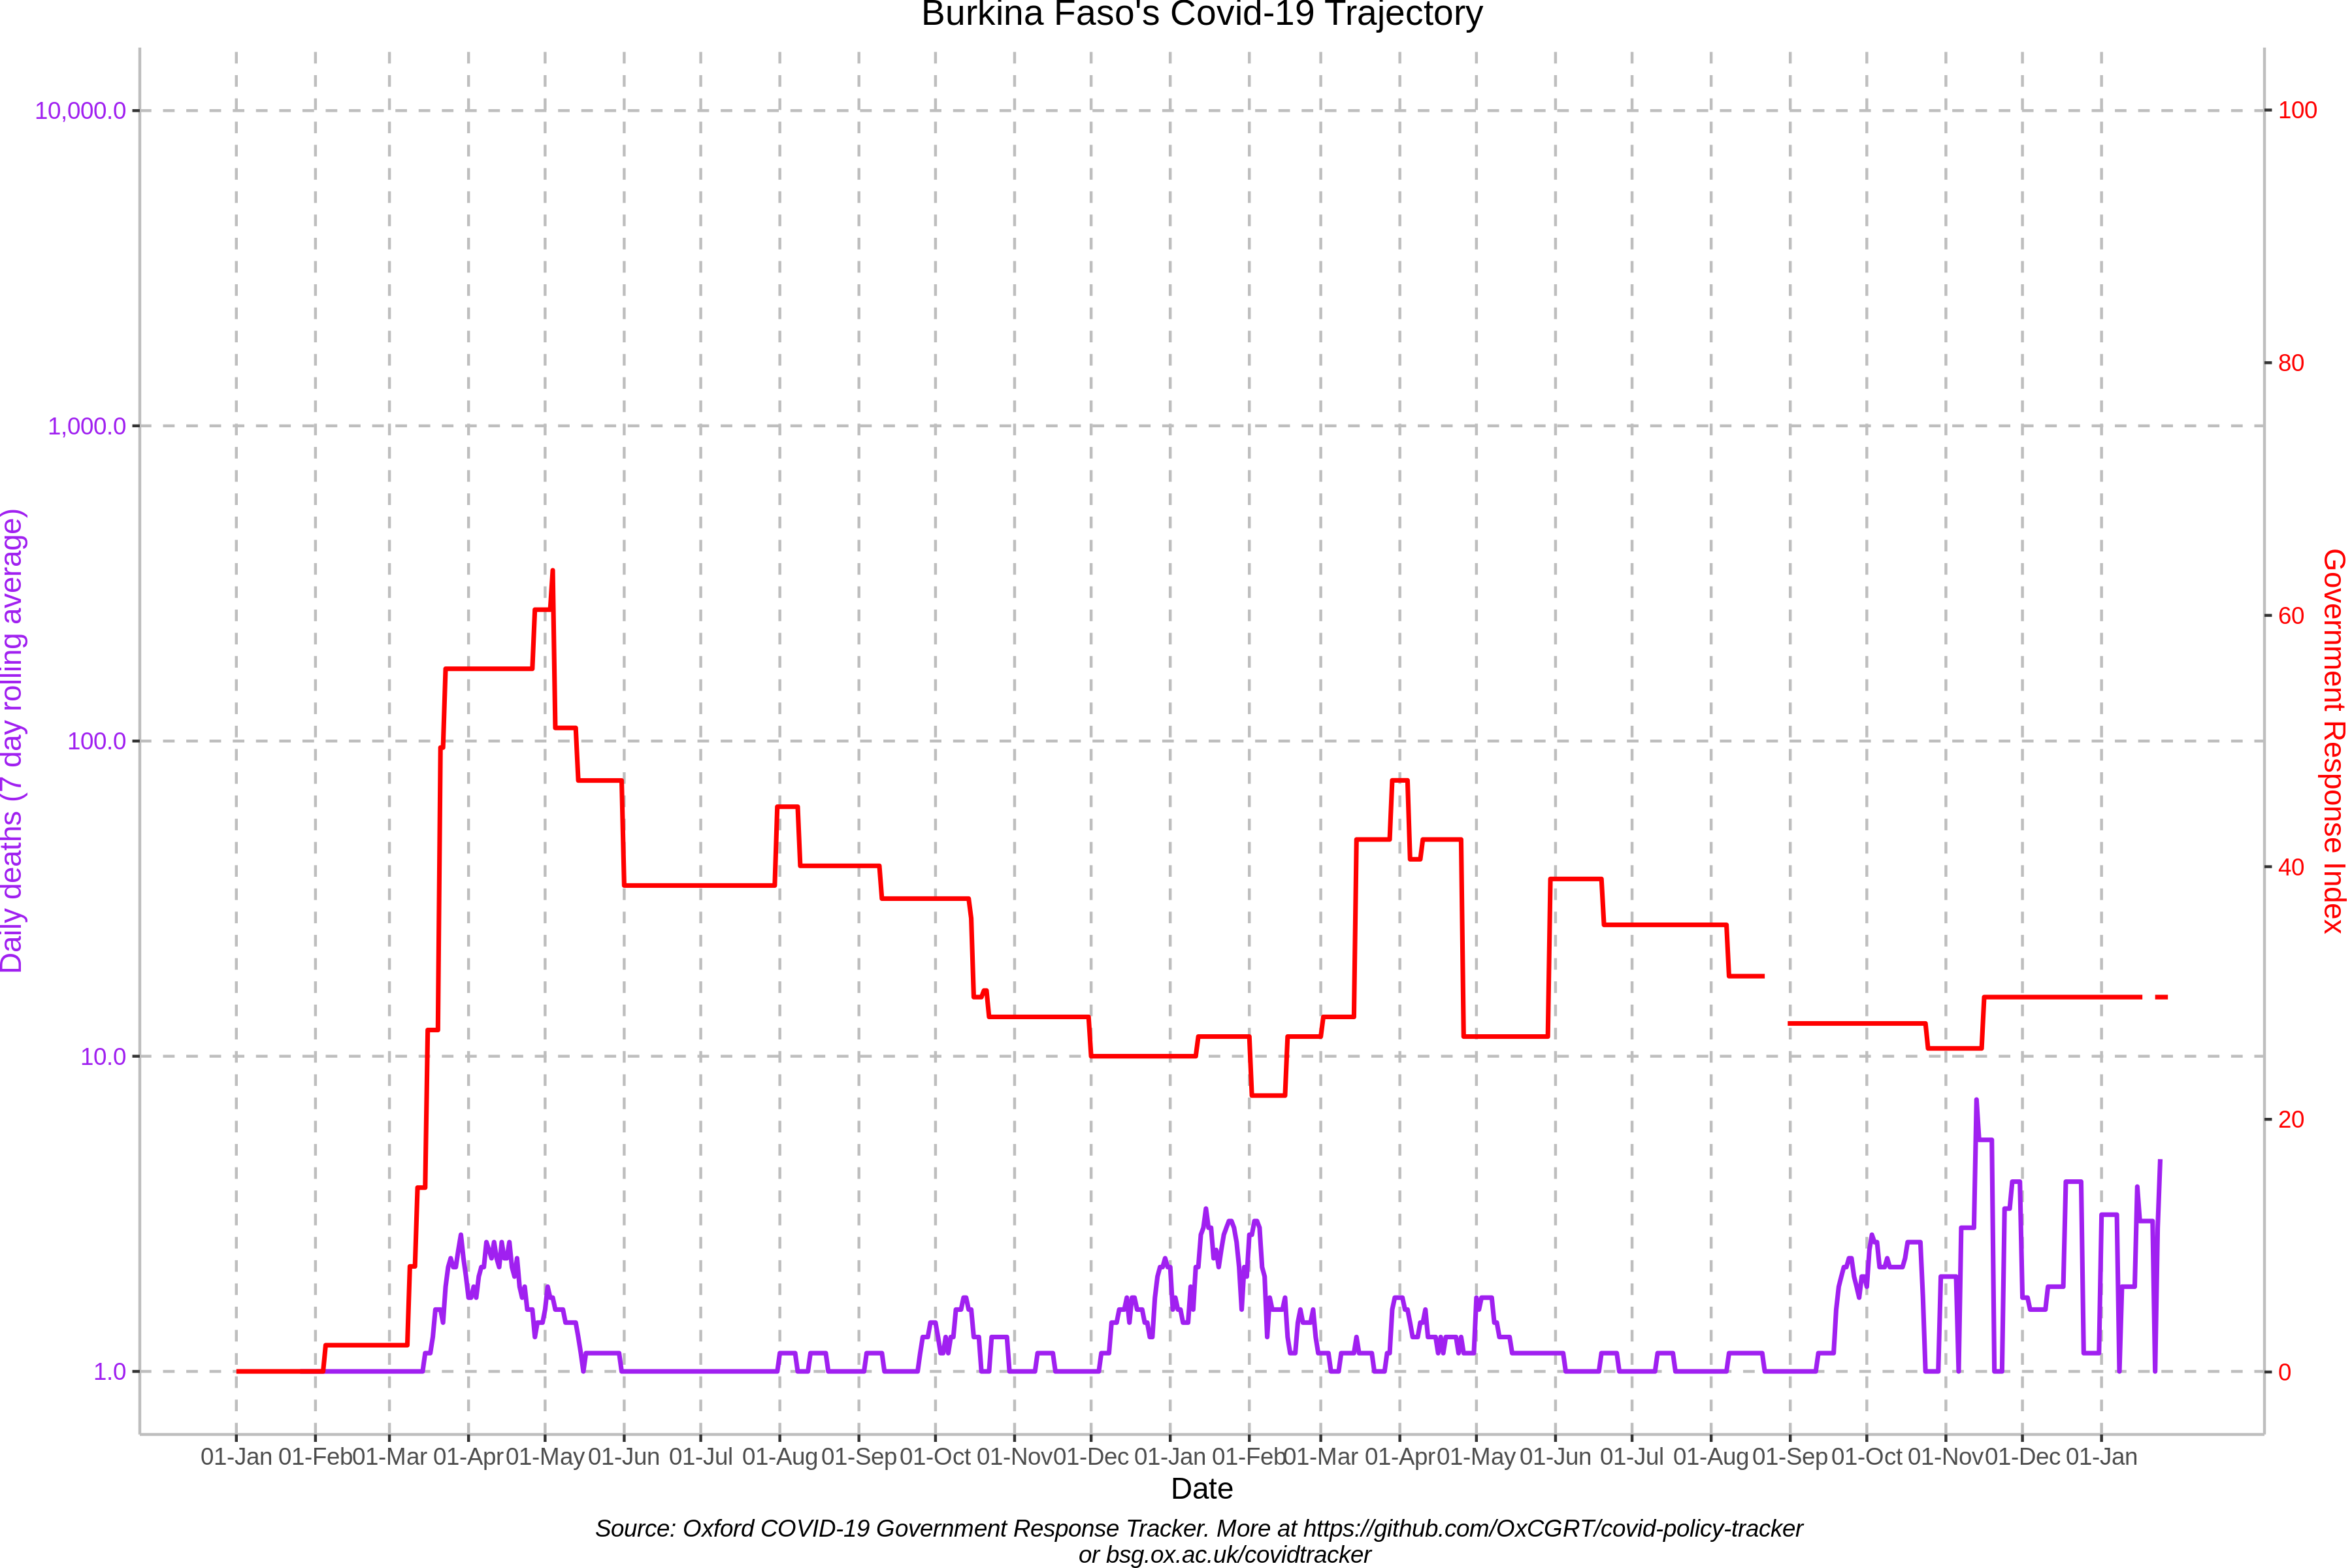 Burkina Faso's Covid-19 Trajectory
10,000.0
1,000.0
100.0
10.0
1.0
Daily deaths (7 day rolling average)
100
80
60
40
20
0
Government Response Index
01-Jan 01-Feb 01-Mar 01-Apr 01-May 01-Jun 01-Jul 01-Aug 01-Sep 01-Oct 01-Nov 01-Dec 01-Jan 01-Feb 01-Mar 01-Apr 01-May 01-Jun 01-Jul 01-Aug 01-Sep 01-Oct 01-Nov 01-Dec 01-Jan
Date
Source: Oxford COVID-19 Government Response Tracker. More at https://github.com/OxCGRT/covid-policy-tracker
or bsg.ox.ac.uk/covidtracker